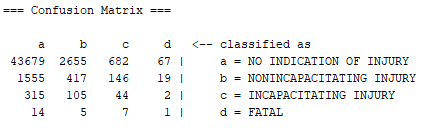 === Confusion Matrix ===
a b c d <-- classified as
43679 2655 682 67 | a = NO INDICATION OF INJURY
1555 417 146 19 | b = NONINCAPACITATING INJURY
315 105 44 2 | c = INCAPACITATING INJURY
14 5 7 1 | d = FATAL